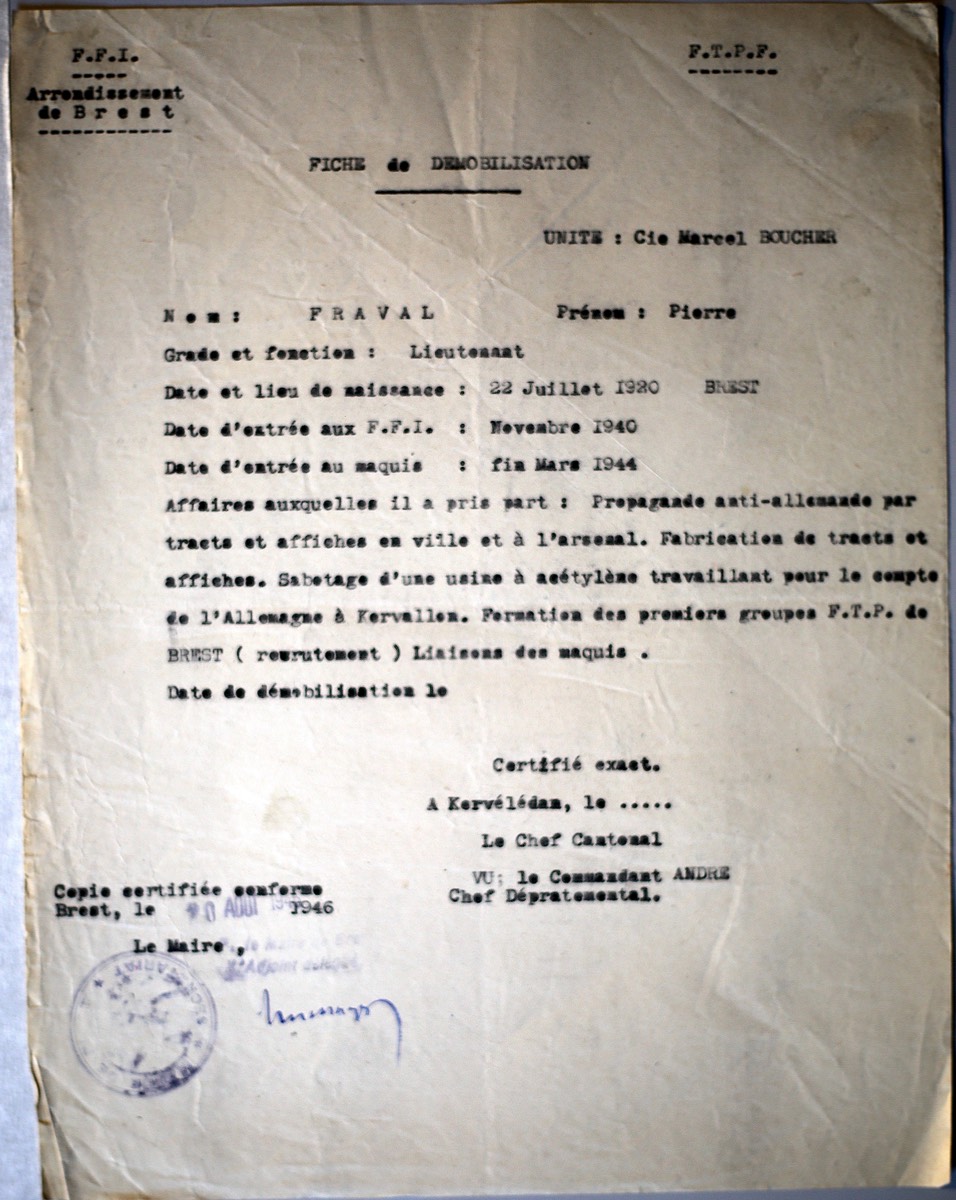 F.F.I.
F.T.P.F.
Arrondissement
de B r e s t
FICHE de DEMOBILISATION
UNITE : Cie Marcel BOUCHER
N o m : F R A V A L Prénom : Pierre
Grade et fonction : Lieutenant
Date et lieu de naissance : 22 Juillet 1920 BREST
Date d'entrée aux F.F.I. : Novembre 1940
Date d'entrée au maquis : fin Mars 1944
Affaires auxquelles il a pris part : Propagande anti-allemande par
tracts et affiches en ville et à l'arsenal. Fabrication de tracts et
affiches. Sabotage d'une usine à acétylène travaillant pour le compte
de l'Allemagne à Kervallon. Formation des premiers groupes F.T.P. de
BREST ( recrutement ) Liaisons des maquis .
Date de démobilisation le
Certifié exact.
A Kervélédan, le .....
Le Chef Cantonal
VU; le Commandant ANDRE
Chef Dépratemental.
Copie certifiée conforme
Brest, le AOUT 1946
Le Maire ,